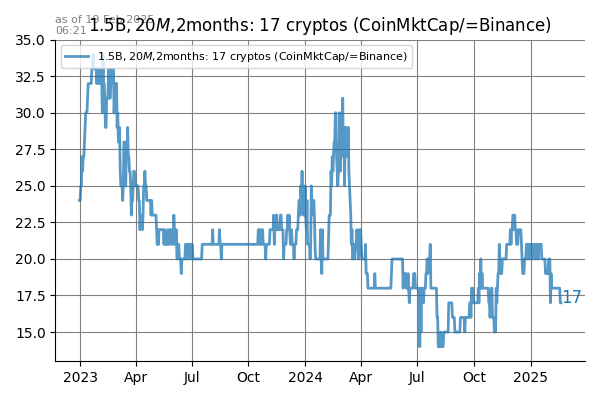 as of 19 Feb 2025
06:21
1.5B, 20M, 2months: 17 cryptos (CoinMktCap/=Binance)
1.5B, 20M, 2months: 17 cryptos (CoinMktCap/=Binance)
35.0
32.5
30.0
27.5
25.0
22.5
20.0
17.5
15.0
17
2023 Apr Jul Oct 2024 Apr Jul Oct 2025